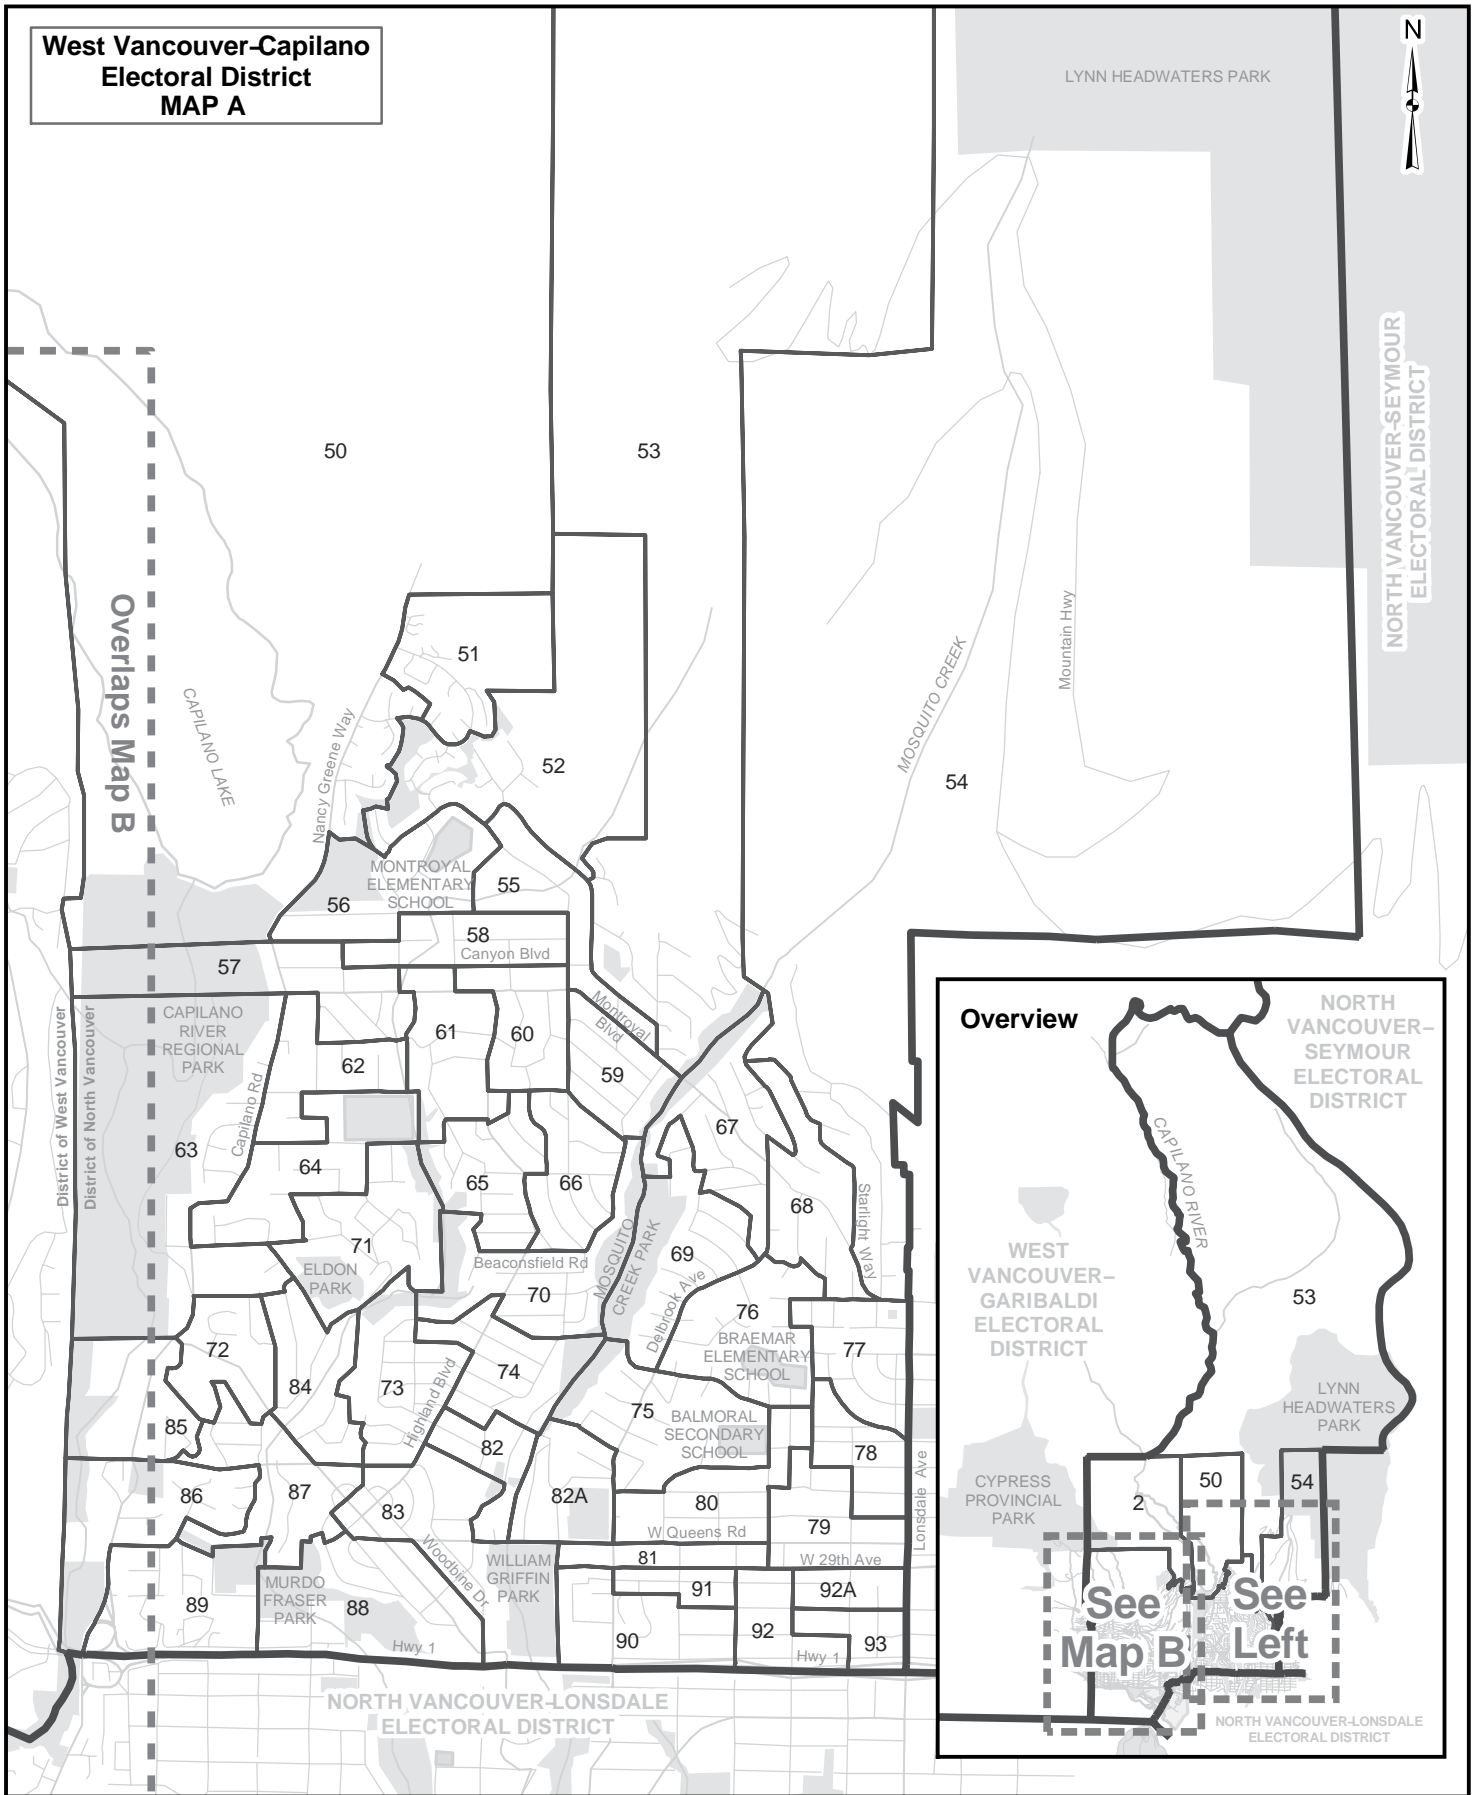 West Vancouver–Capilano
Electoral District
MAP A
N
LYNN HEADWATERS PARK
NORTH VANCOUVER-SEYMOUR
ELECTORAL DISTRICT
50
53
Overlaps Map B
CAPILANO LAKE
51
Nancy Greene Way
52
MOSQUITO CREEK
Mountain Hwy
54
MONTROYAL
ELEMENTARY
SCHOOL
55
56
58
Canyon Blvd
57
District of West Vancouver
District of North Vancouver
CAPILANO
RIVER
REGIONAL
PARK
Montroyal
Blvd
61
60
62
59
Capilano Rd
63
64
67
65
66
68
Starlight Way
71
ELDON
PARK
Beaconsfield Rd
MOSQUITO
CREEK PARK
69
70
Delbrook Ave
76
BRAEMAR
ELEMENTARY
SCHOOL
77
72
74
84
73
Highland Blvd
75
BALMORAL
SECONDARY
SCHOOL
85
82
78
Lonsdale Ave
86
87
82A
83
80
79
W Queens Rd
81
W 29th Ave
Woodbine Dr
WILLIAM
GRIFFIN
PARK
MURDO
FRASER
PARK
91
92A
89
88
90
92
93
Hwy 1
Hwy 1
NORTH VANCOUVER-LONSDALE
ELECTORAL DISTRICT
Overview
NORTH
VANCOUVER–
SEYMOUR
ELECTORAL
DISTRICT
CAPILANO RIVER
WEST
VANCOUVER–
GARIBALDI
ELECTORAL
DISTRICT
53
LYNN
HEADWATERS
PARK
CYPRESS
PROVINCIAL
PARK
2
50
54
See
Map B
See
Left
NORTH VANCOUVER-LONSDALE
ELECTORAL DISTRICT